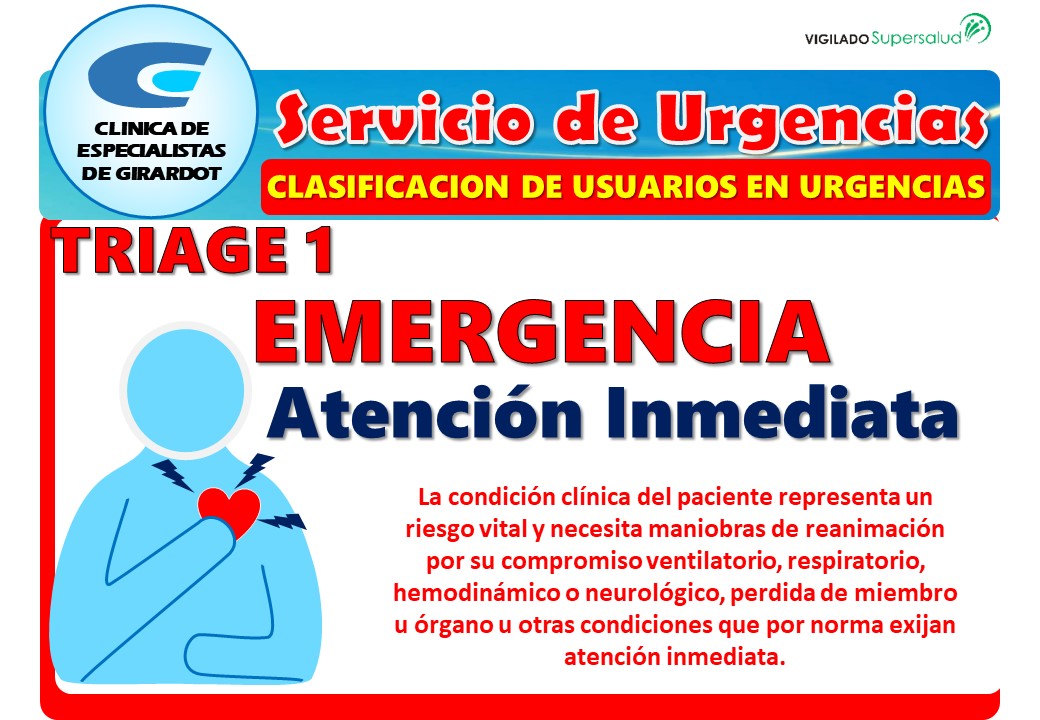 VIGILADO Supersalud
CLINICA DE
ESPECIALISTAS
DE GIRARDOT
Servicio de Urgencias
CLASIFICACION DE USUARIOS EN URGENCIAS
TRIAGE 1
EMERGENCIA
Atención Inmediata
La condición clínica del paciente representa un
riesgo vital y necesita maniobras de reanimación
por su compromiso ventilatorio, respiratorio,
hemodinámico o neurológico, perdida de miembro
u órgano u otras condiciones que por norma exijan
atención inmediata.